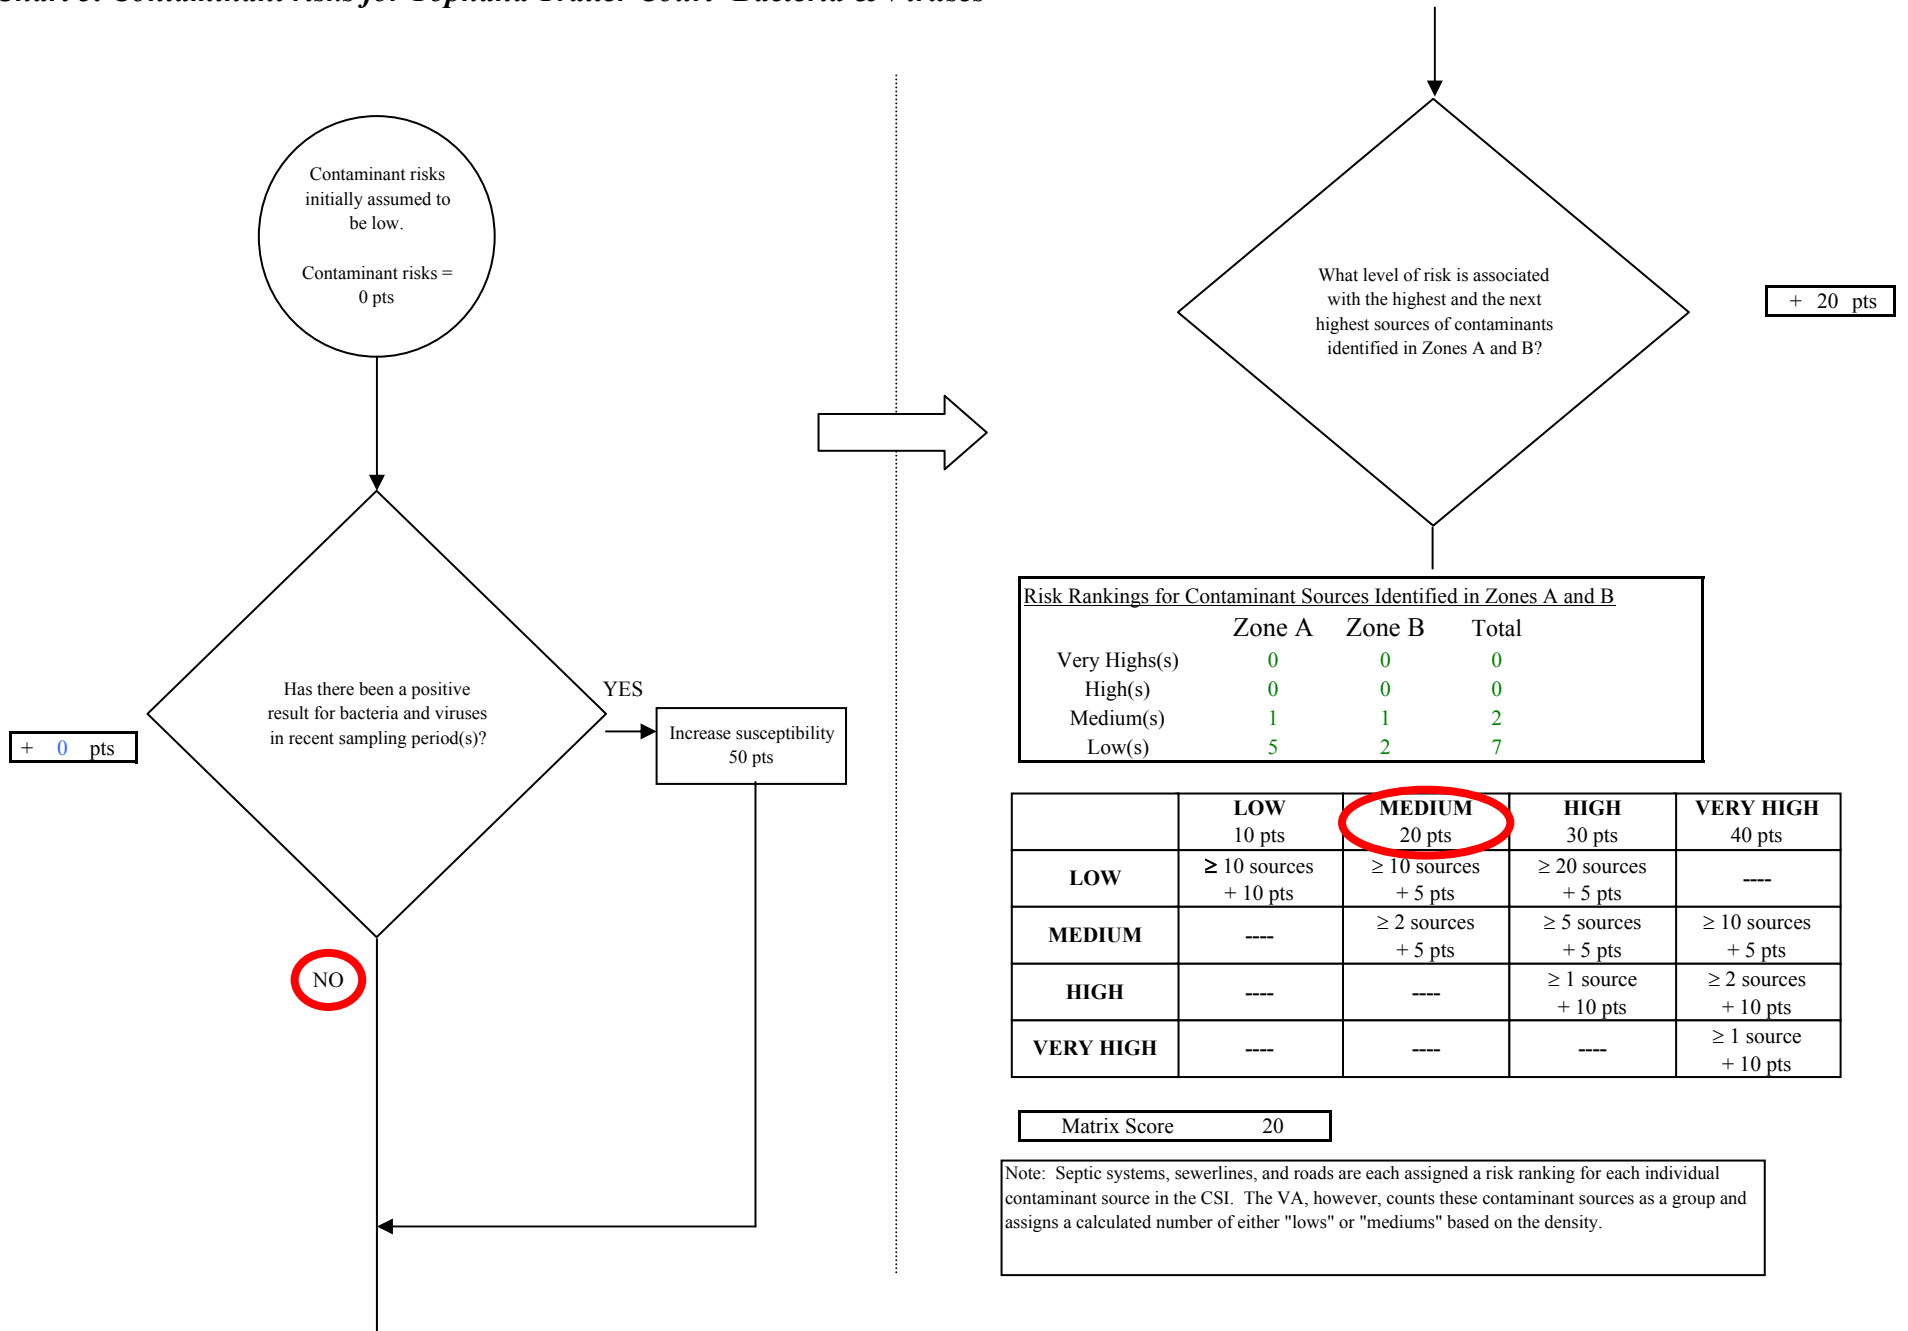 Contaminant risks
initially assumed to
be low.
Contaminant risks =
0 pts
Has there been a positive
result for bacteria and viruses
in recent sampling period(s)?
+ 0 pts
YES
Increase susceptibility
50 pts
NO
What level of risk is associated
with the highest and the next
highest sources of contaminants
identified in Zones A and B?
+ 20 pts
Risk Rankings for Contaminant Sources Identified in Zones A and B
Zone A Zone B Total
Very Highs(s) 0 0 0
High(s) 0 0 0
Medium(s) 1 1 2
Low(s) 5 2 7
LOW MEDIUM HIGH VERY HIGH
10 pts 20 pts 30 pts 40 pts
LOW ≥ 10 sources ≥ 10 sources ≥ 20 sources ----
+ 10 pts + 5 pts + 5 pts
MEDIUM ---- ≥ 2 sources ≥ 5 sources ≥ 10 sources
+ 5 pts + 5 pts + 5 pts
HIGH ---- ---- ≥ 1 source ≥ 2 sources
+ 10 pts + 10 pts
VERY HIGH ---- ---- ---- ≥ 1 source
+ 10 pts
Matrix Score 20
Note: Septic systems, sewerlines, and roads are each assigned a risk ranking for each individual
contaminant source in the CSI. The VA, however, counts these contaminant sources as a group and
assigns a calculated number of either "lows" or "mediums" based on the density.